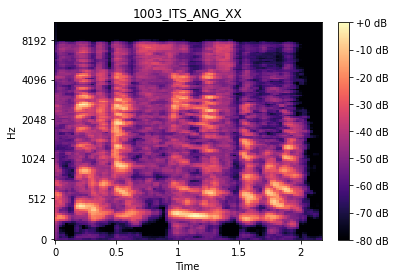 1003_ITS_ANG_XX
Hz
8192
4096
2048
1024
512
0
0
0.5
1
1.5
2
Time
+0 dB
-10 dB
-20 dB
-30 dB
-40 dB
-50 dB
-60 dB
-70 dB
-80 dB